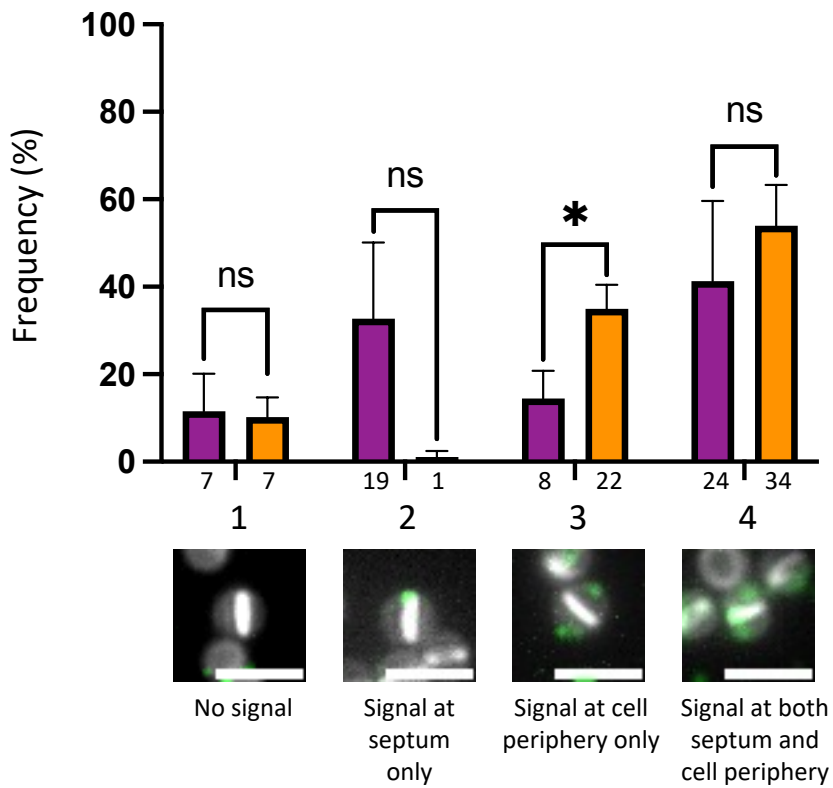 100
80
60
40
20
0
Frequency (%)
ns
ns
*
ns
7 7 19 1 8 22 24 34
1 2 3 4
No signal
Signal at
septum
only
Signal at cell
periphery only
Signal at both
septum and
cell periphery